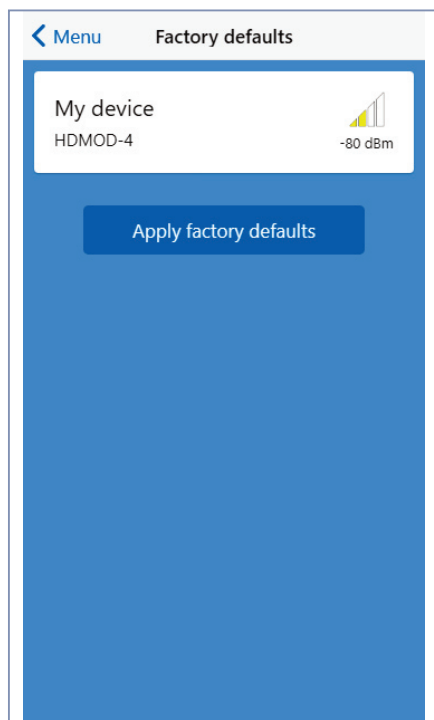 Menu Factory defaults
My device
HDMOD-4
-80 dBm
Apply factory defaults